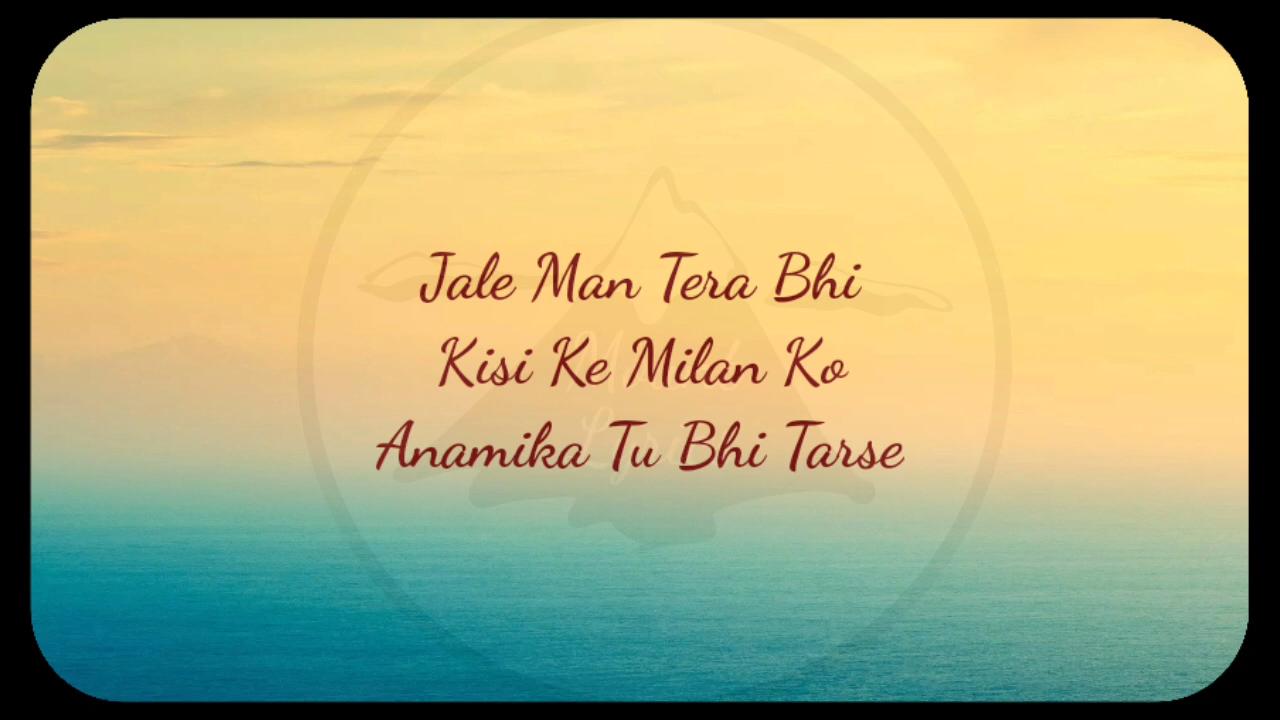 Jale Man Tera Bhi
Kisi Ke Milan Ko
Anamika Tu Bhi Tarse